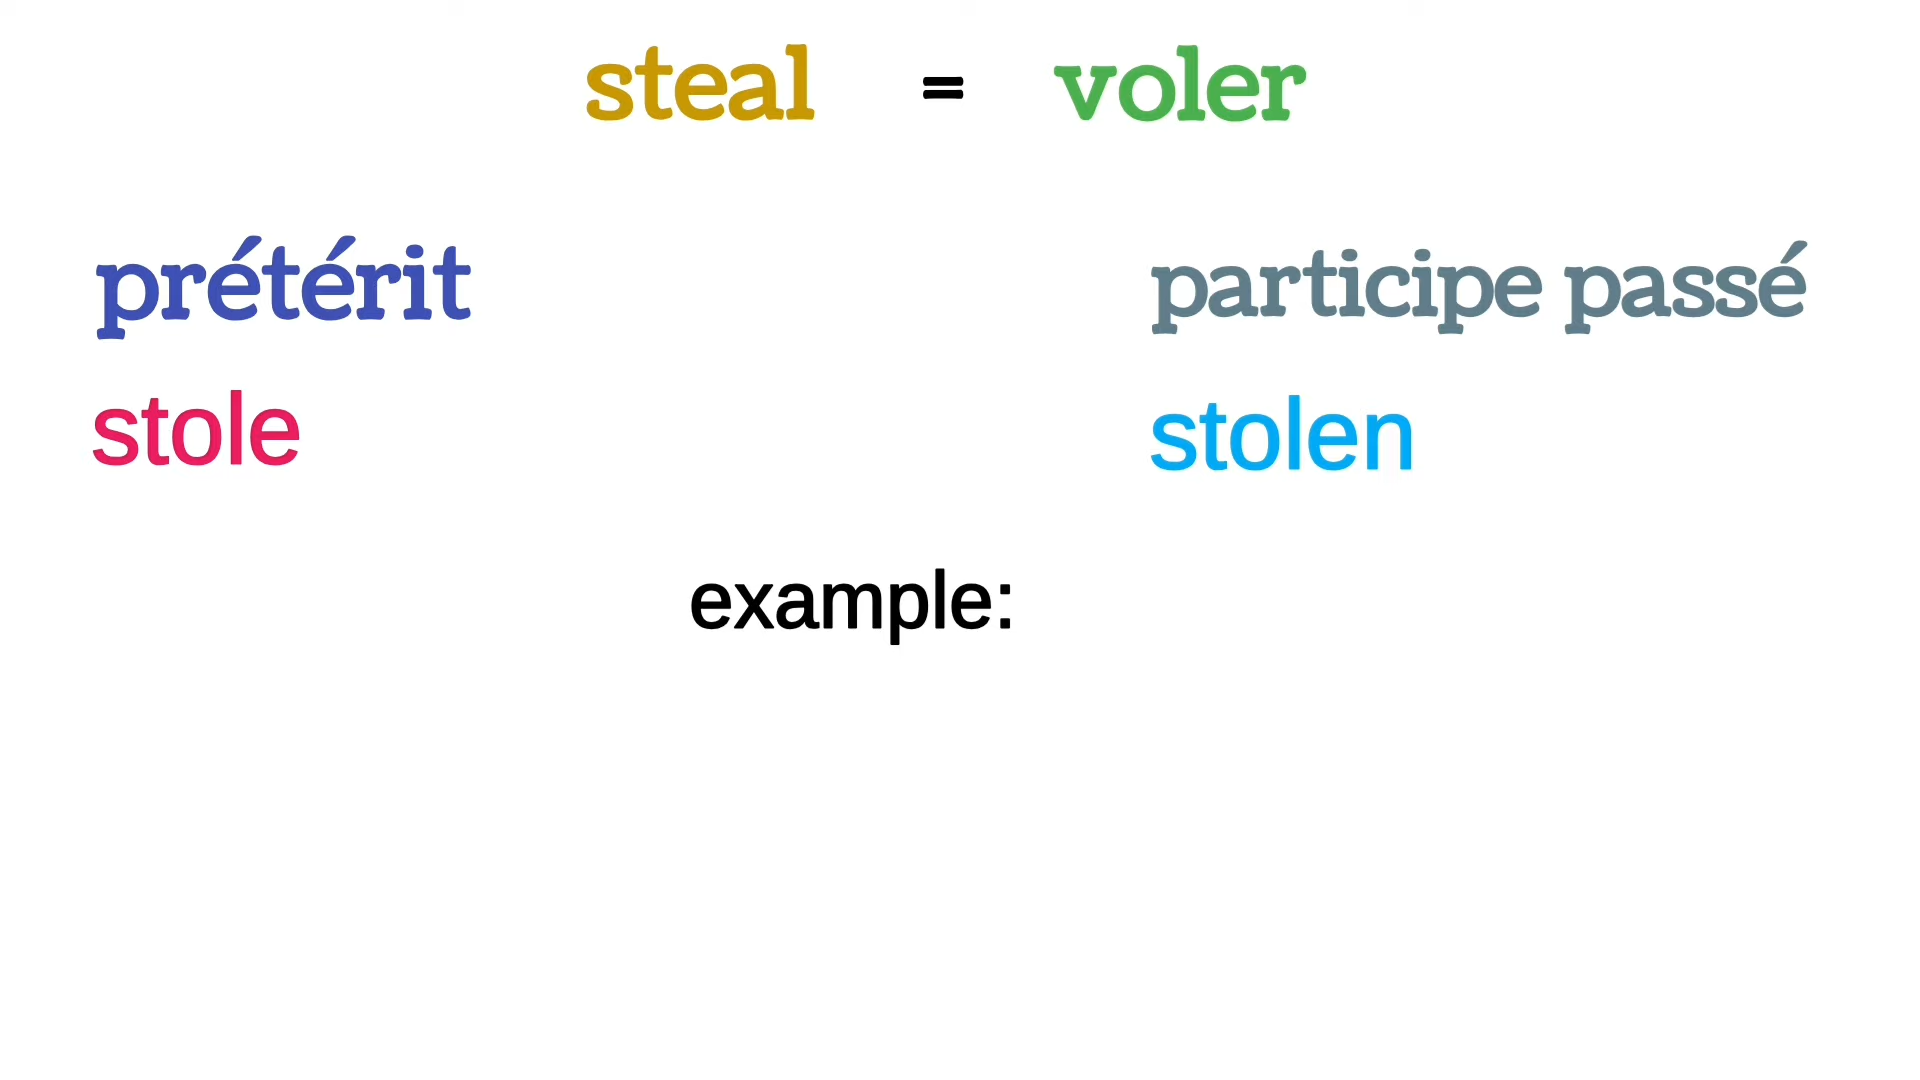 steal = voler
prétérit participe passé
stole stolen
example: